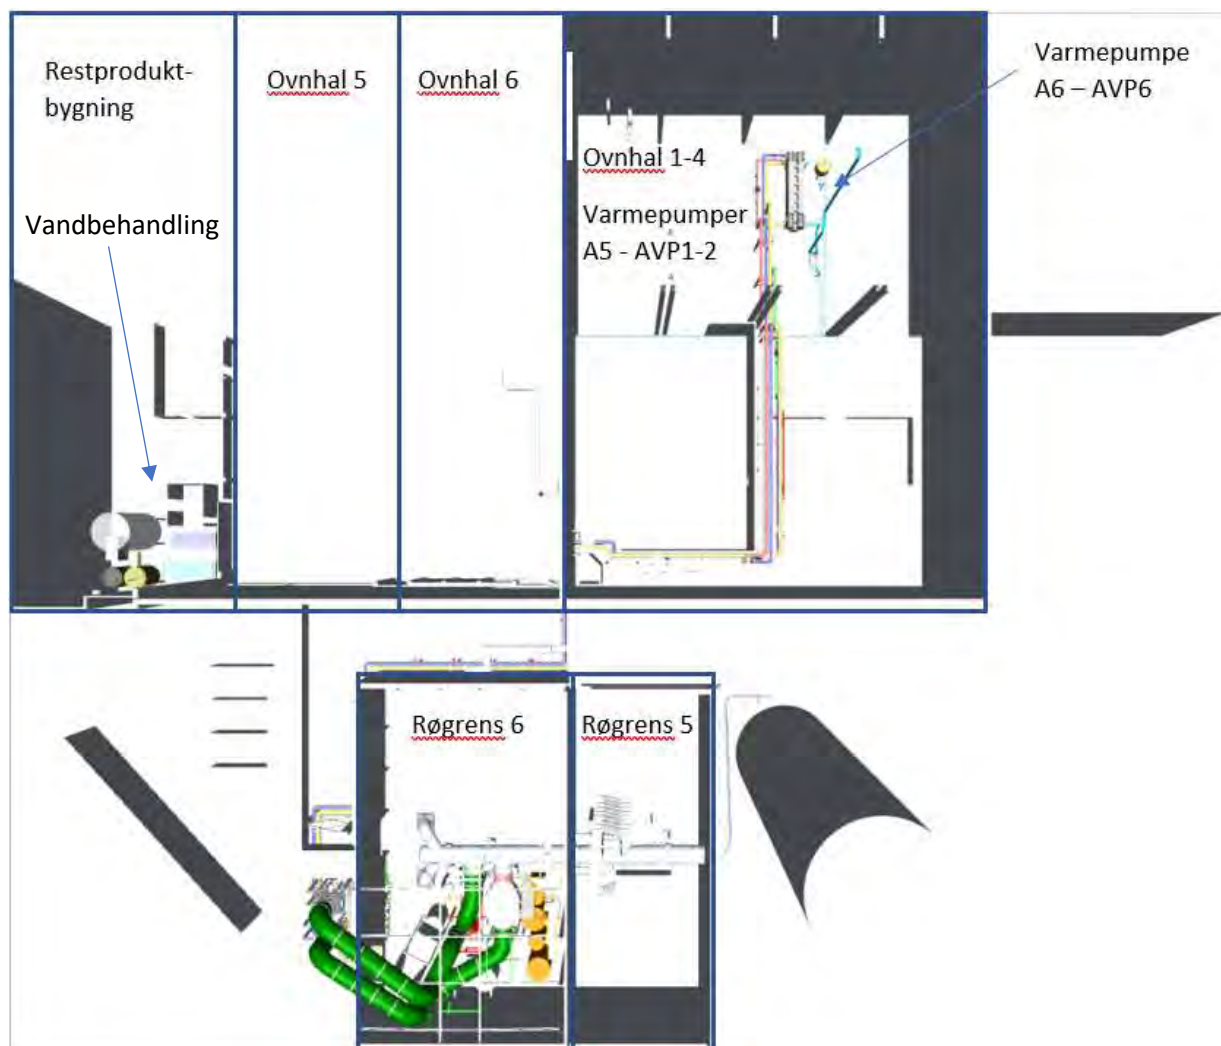 Restprodukt-
bygning
Ovnhal 5
Ovnhal 6
Varmepumpe
A6 – AVP6
Ovnhal 1-4
Varmepumper
A5 - AVP1-2
Vandbehandling
Røgrens 6
Røgrens 5